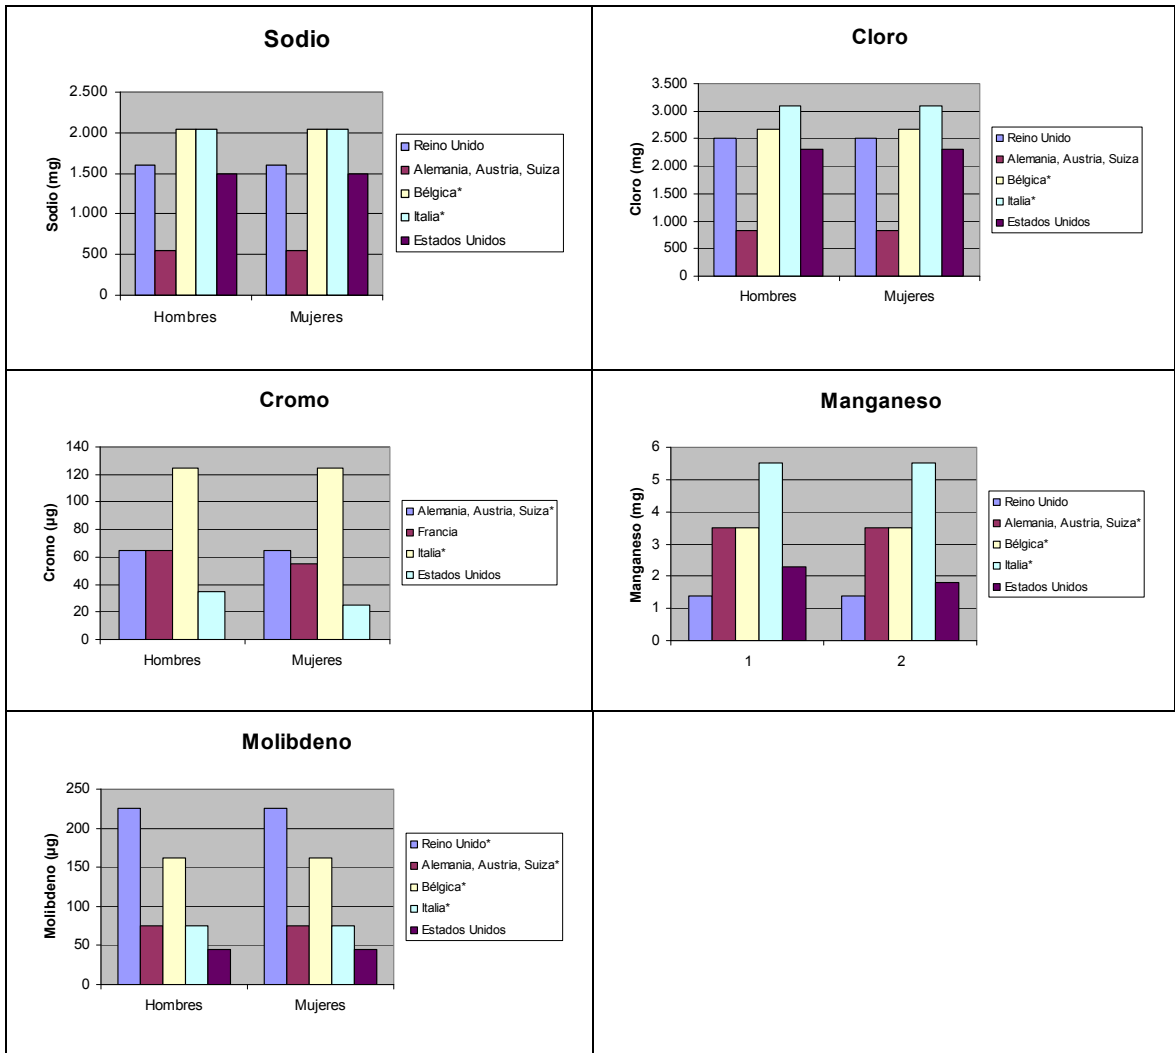 Sodio
Sodio (mg)
2.500
2.000
1.500
1.000
500
0
Hombres
Mujeres
Reino Unido
Alemania, Austria, Suiza
Bélgica*
Italia*
Estados Unidos
Cloro
Cloro (mg)
3.500
3.000
2.500
2.000
1.500
1.000
500
0
Hombres
Mujeres
Reino Unido
Alemania, Austria, Suiza
Bélgica*
Italia*
Estados Unidos
Cromo
Cromo (µg)
140
120
100
80
60
40
20
0
Hombres
Mujeres
Alemania, Austria, Suiza*
Francia
Italia*
Estados Unidos
Manganeso
Manganeso (mg)
6
5
4
3
2
1
0
1
2
Reino Unido
Alemania, Austria, Suiza*
Bélgica*
Italia*
Estados Unidos
Molibdeno
Molibdeno (µg)
250
200
150
100
50
0
Hombres
Mujeres
Reino Unido*
Alemania, Austria, Suiza*
Bélgica*
Italia*
Estados Unidos